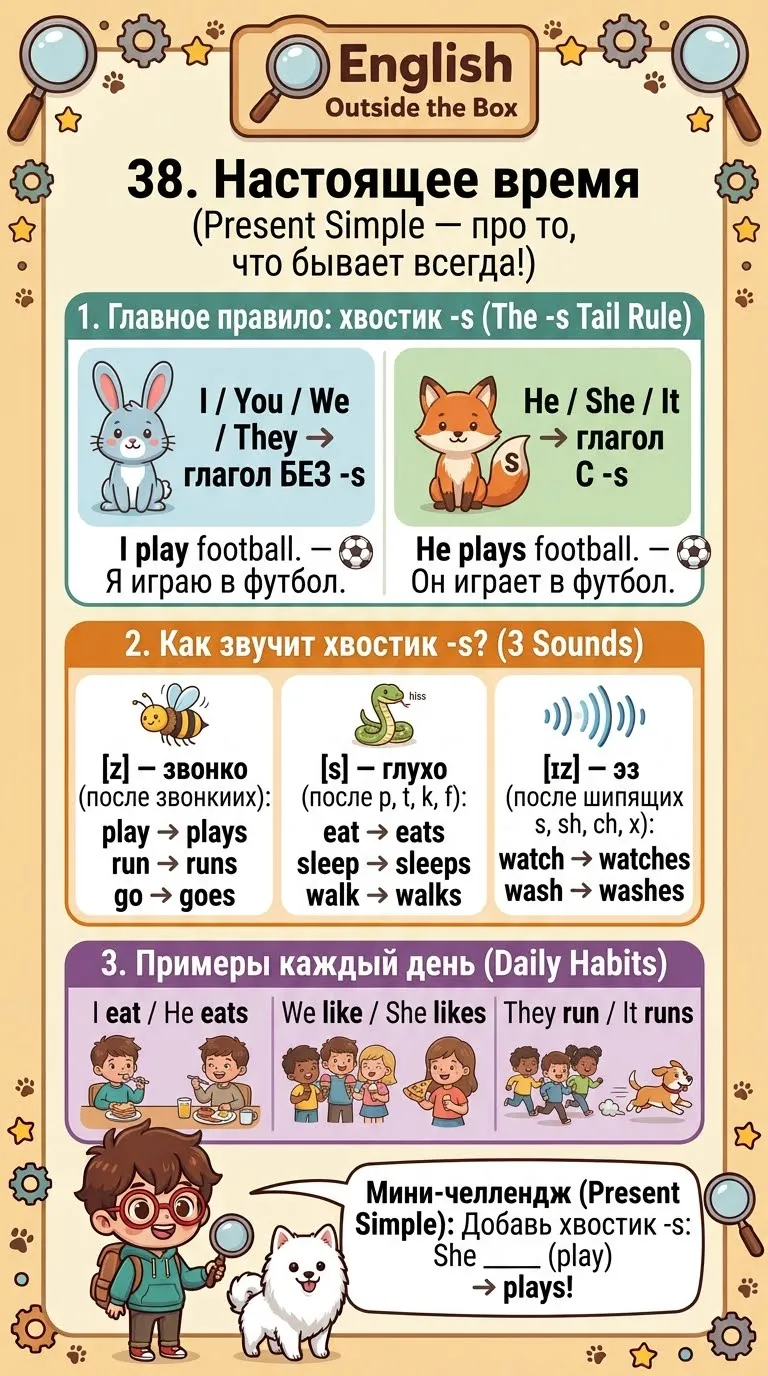 English
Outside the Box
38. Настоящее время
(Present Simple — про то,
что бывает всегда!)
1. Главное правило: хвостик -s (The -s Tail Rule)
I / You / We
/ They →
глагол БЕЗ -s
I play football. —
Я играю в футбол.
He / She / It
→ глагол
С -s
S
He plays football. —
Он играет в футбол.
2. Как звучит хвостик -s? (3 Sounds)
[z] — звонко
(после звонкиих):
play → plays
run → runs
go → goes
hiss
[s] — глухо
(после p, t, k, f):
eat → eats
sleep → sleeps
walk → walks
[ɪz] — эз
(после шипящих
s, sh, ch, x):
watch → watches
wash → washes
3. Примеры каждый день (Daily Habits)
I eat / He eats
We like / She likes
They run / It runs
Мини-челлендж (Present
Simple): Добавь хвостик -s:
She _____ (play)
→ plays!